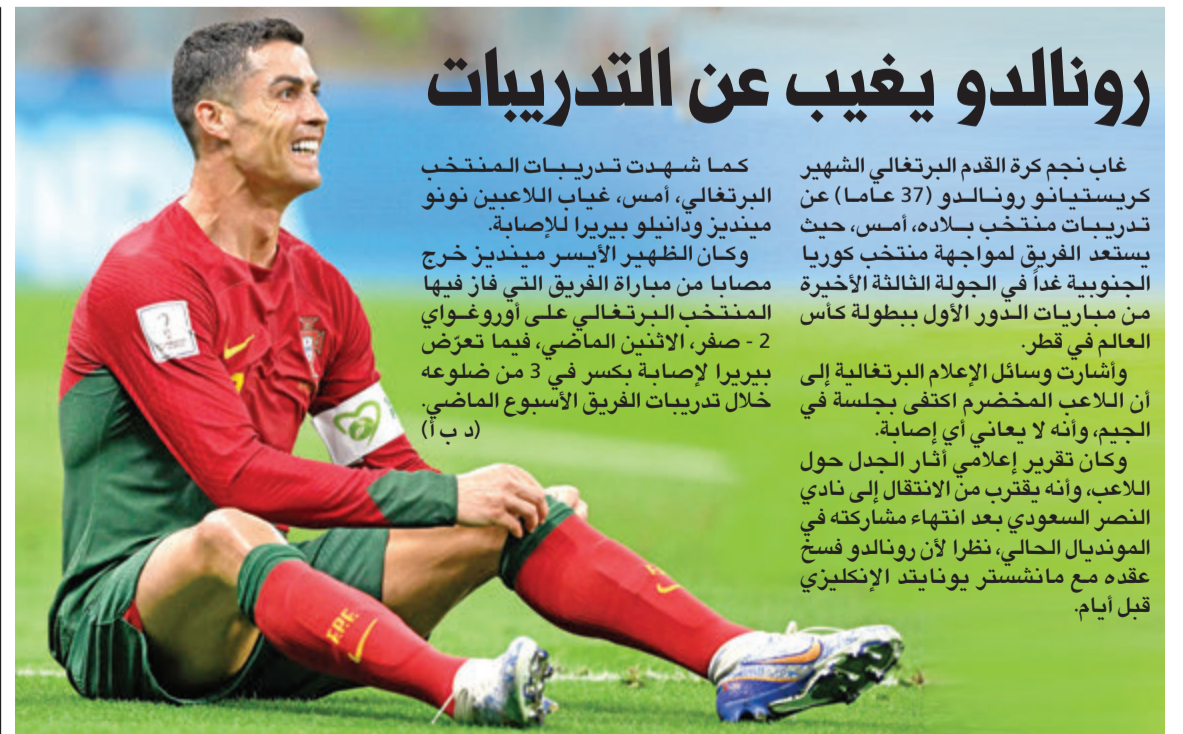 رونالدو يغيب عن التدريبات
غاب نجم كرة القدم البرتغالي الشهير
كريستيانو رونالدو (37 عاما) عن
تدريبات منتخب بلاده، أمس، حيث
يستعد الفريق لمواجهة منتخب كوريا
الجنوبية غداً في الجولة الثالثة الأخيرة
من مباريات الدور الأول ببطولة كأس
العالم في قطر.
وأشارت وسائل الإعلام البرتغالية إلى
أن اللاعب المخضرم اكتفى بجلسة في
الجيم، وأنه لا يعاني أي إصابة.
وكان تقرير إعلامي أثار الجدل حول
اللاعب، وأنه يقترب من الانتقال إلى نادي
النصر السعودي بعد انتهاء مشاركته في
المونديال الحالي، نظرا لأن رونالدو فسخ
عقده مع مانشستر يونايتد الإنكليزي
قبل أيام.
كما شهدت تدريبات المنتخب
البرتغالي، أمس، غياب اللاعبين نونو
مينديز ودانيلو بيريرا للإصابة.
وكان الظهير الأيسر مينديز خرج
مصابا من مباراة الفريق التي فاز فيها
المنتخب البرتغالي على أوروغواي
2 - صفر، الاثنين الماضي، فيما تعرّض
بيريرا لإصابة بكسر في 3 من ضلوعه
خلال تدريبات الفريق الأسبوع الماضي.
(د ب أ)
FPF